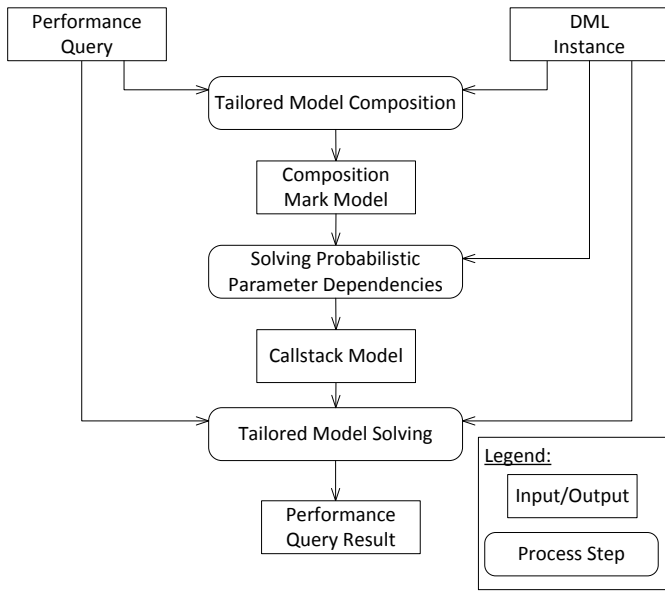 Performance
Query
DML
Instance
Tailored Model Composition
Composition
Mark Model
Solving Probabilistic
Parameter Dependencies
Callstack Model
Tailored Model Solving
Performance
Query Result
Legend:
Input/Output
Process Step